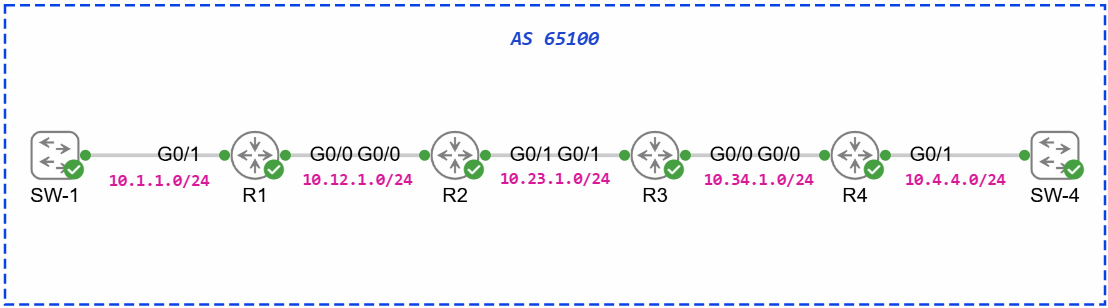 AS 65100
G0/1 G0/0 G0/0 G0/1 G0/1 G0/0 G0/0 G0/1
10.1.1.0/24 10.12.1.0/24 10.23.1.0/24 10.34.1.0/24 10.4.4.0/24
SW-1 R1 R2 R3 R4 SW-4